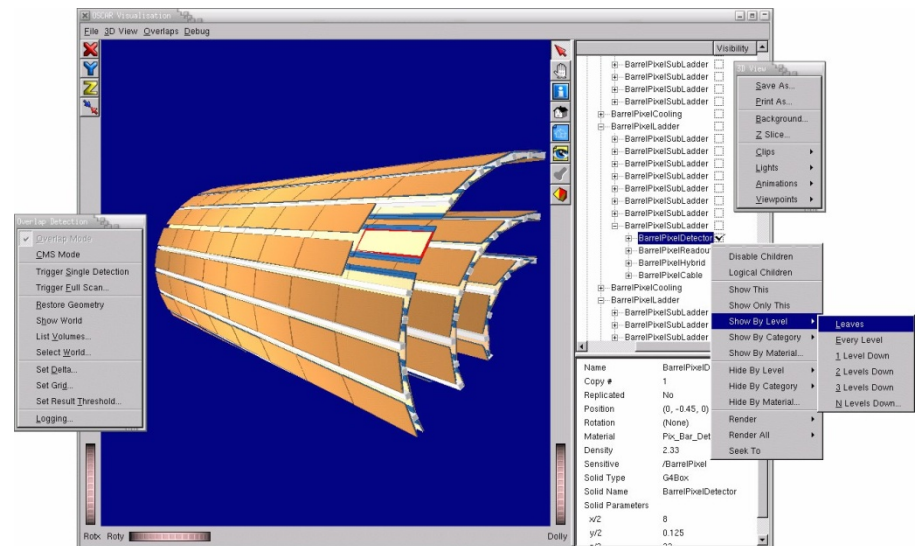 OSCAR Visualisation
File 3D View Overlaps Debug
Visibility
BarrelPixelSubLadder
BarrelPixelSubLadder
BarrelPixelSubLadder
BarrelPixelSubLadder
BarrelPixelCooling
BarrelPixelLadder
BarrelPixelSubLadder
BarrelPixelSubLadder
BarrelPixelSubLadder
BarrelPixelSubLadder
BarrelPixelSubLadder
BarrelPixelSubLadder
BarrelPixelSubLadder
BarrelPixelSubLadder
BarrelPixelDetector
BarrelPixelReadou
BarrelPixelHybrid
BarrelPixelCable
BarrelPixelCooling
BarrelPixelLadder
BarrelPixelSubLadder
BarrelPixelSubLadder
BarrelPixelSubLadder
3D View
Save As...
Print As...
Background...
Z Slice...
Clips
Lights
Animations
Viewpoints
Overlap Detection
Overlap Mode
CMS Mode
Trigger Single Detection
Trigger Full Scan...
Restore Geometry
Show World
List Volumes...
Select World...
Set Delta...
Set Grid...
Set Result Threshold...
Logging...
Disable Children
Logical Children
Show This
Show Only This
Show By Level
Show By Category
Show By Material...
Hide By Level
Hide By Category
Hide By Material...
Render
Render All
Seek To
Leaves
Every Level
1 Level Down
2 Levels Down
3 Levels Down
N Levels Down...
Name BarrelPixelD
Copy # 1
Replicated No
Position (0, -0.45, 0)
Rotation (None)
Material Pix_Bar_Det
Density 2.33
Sensitive /BarrelPixel
Solid Type G4Box
Solid Name BarrelPixelDetector
Solid Parameters
x/2 8
y/2 0.125
Rotx Roty Dolly